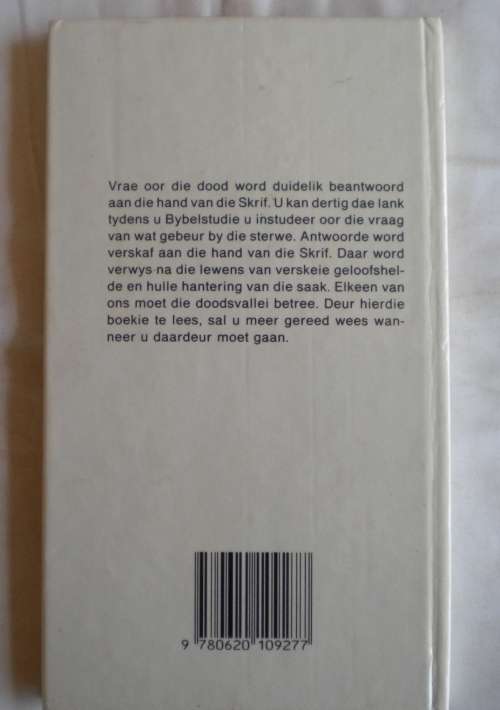 Vrae oor die dood word duidelik beantwoord
aan die hand van die Skrif. U kan dertig dae lank
tydens u Bybelstudie u instudeer oor die vraag
van wat gebeur by die sterwe. Antwoorde word
verskaf aan die hand van die Skrif. Daar word
verwys na die lewens van verskeie geloofshel-
de en hulle hantering van die saak. Elkeen van
ons moet die doodsvallei betree. Deur hierdie
boekie te lees, sal u meer gereed wees wan-
neer u daardeur moet gaan.
9 780620 109277